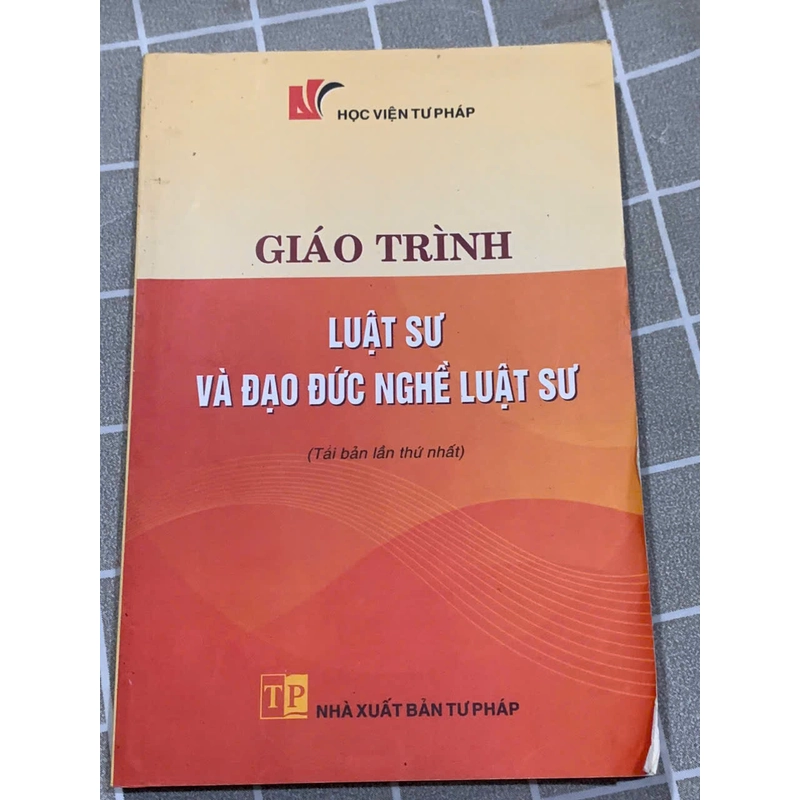 HỌC VIỆN TƯ PHÁP
GIÁO TRÌNH
LUẬT SƯ
VÀ ĐẠO ĐỨC NGHỀ LUẬT SƯ
(Tái bản lần thứ nhất)
TP NHÀ XUẤT BẢN TƯ PHÁP